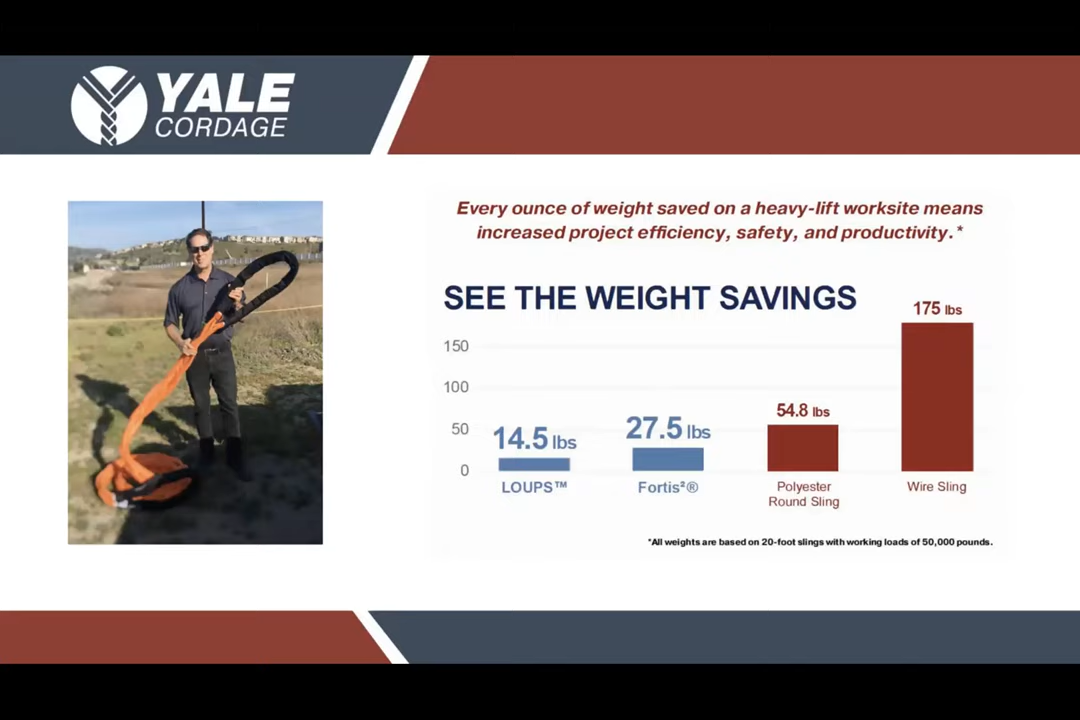 YALE
CORDAGE
Every ounce of weight saved on a heavy-lift worksite means
increased project efficiency, safety, and productivity.*
SEE THE WEIGHT SAVINGS
175 lbs
150
100
54.8 lbs
50
14.5 lbs
27.5 lbs
0
LOUPS™
Fortis²®
Polyester
Round Sling
Wire Sling
*All weights are based on 20-foot slings with working loads of 50,000 pounds.